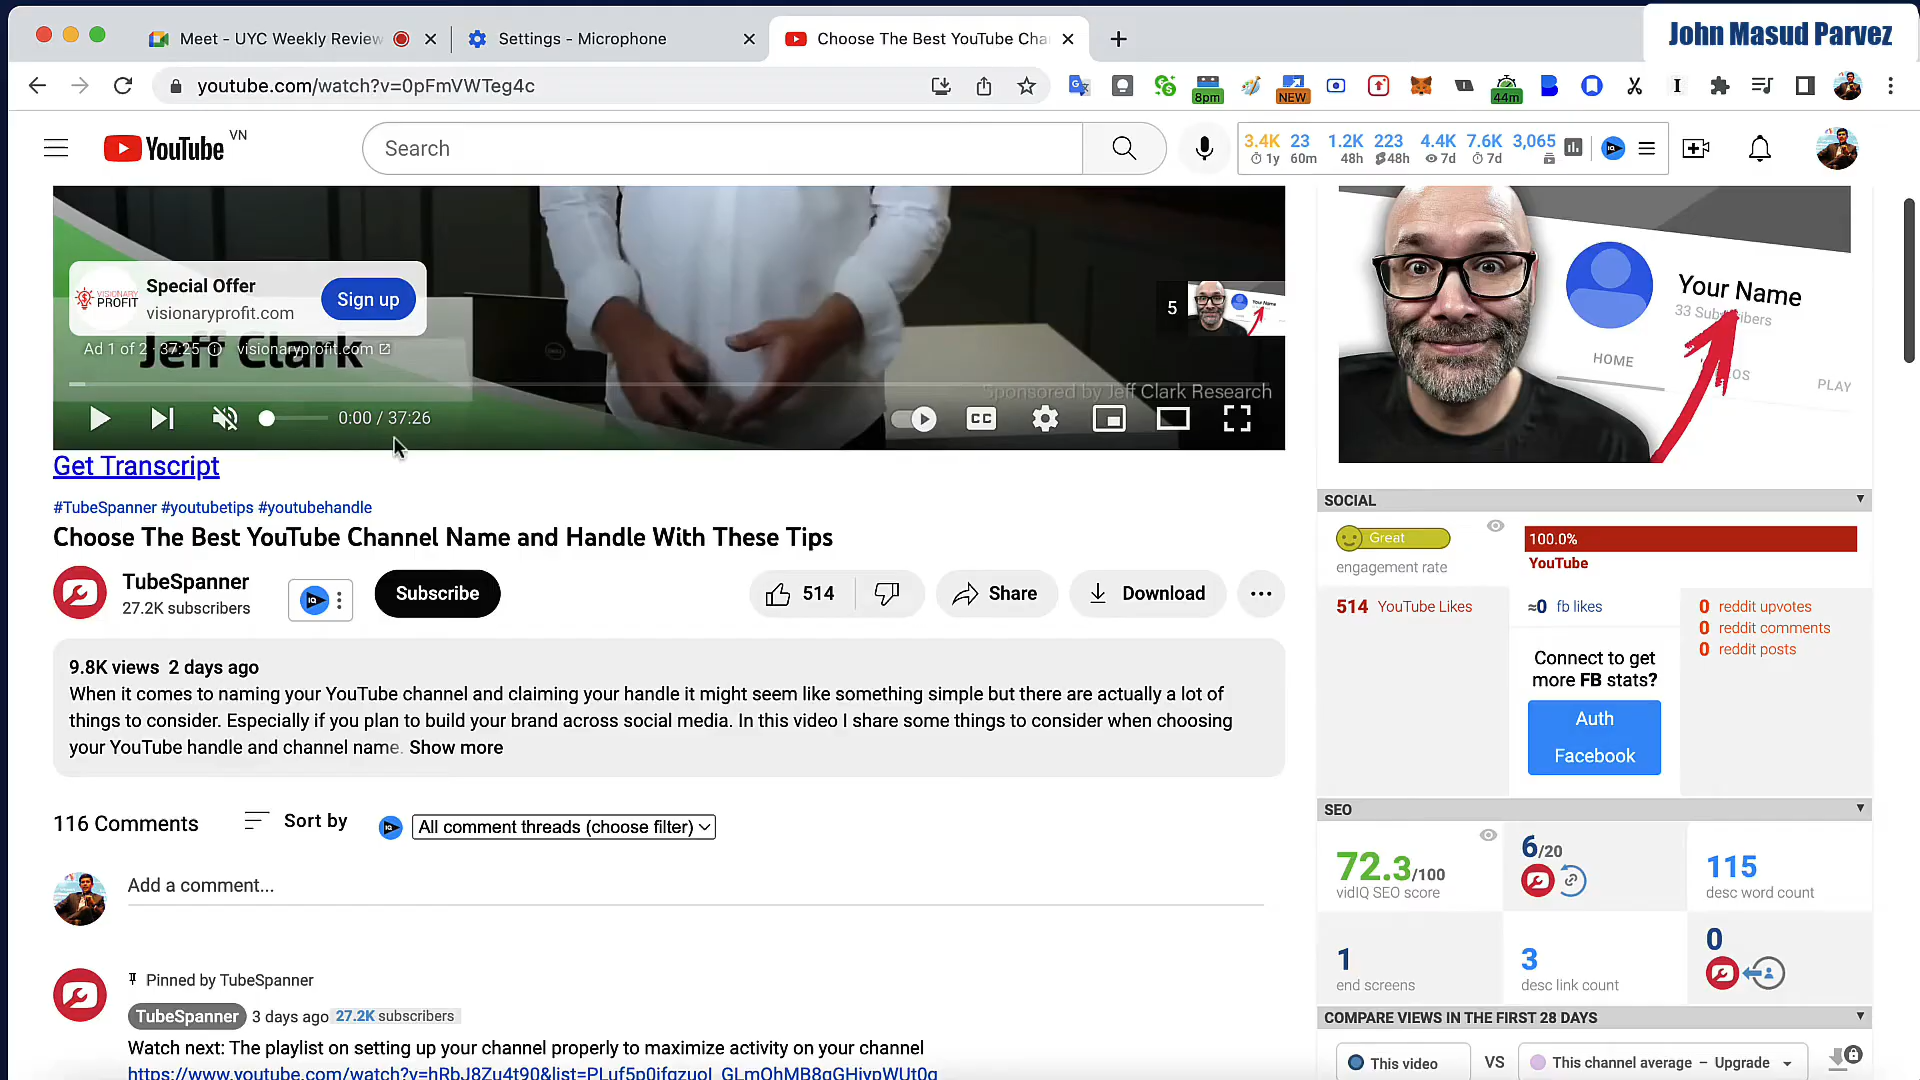 John Masud Parvez
Meet - UYC Weekly Review
Settings - Microphone
Choose The Best YouTube Cha
youtube.com/watch?v=0pFmVWTeg4c
8pm
NEW
44m
YouTube VN
Search
3.4K 23 1.2K 223 4.4K 7.6K 3,065
1y 60m 48h 48h 7d 7d
Special Offer
visionaryprofit.com
Sign up
VISIONARY
PROFIT
Jeff Clark
Ad 1 of 2 · 37:25 visionaryprofit.com
5
Your Name
Sponsored by Jeff Clark Research
0:00 / 37:26
CC
Your Name
33 Subscribers
HOME
PLAY
Get Transcript
#TubeSpanner #youtubetips #youtubehandle
Choose The Best YouTube Channel Name and Handle With These Tips
TubeSpanner
27.2K subscribers
Subscribe
514
Share
Download
9.8K views 2 days ago
When it comes to naming your YouTube channel and claiming your handle it might seem like something simple but there are actually a lot of
things to consider. Especially if you plan to build your brand across social media. In this video I share some things to consider when choosing
your YouTube handle and channel name. Show more
116 Comments
Sort by
All comment threads (choose filter)
Add a comment...
Pinned by TubeSpanner
TubeSpanner 3 days ago 27.2K subscribers
Watch next: The playlist on setting up your channel properly to maximize activity on your channel
SOCIAL
Great
engagement rate
100.0%
YouTube
514 YouTube Likes
≈0 fb likes
0 reddit upvotes
0 reddit comments
0 reddit posts
Connect to get
more FB stats?
Auth
Facebook
SEO
72.3/100
vidIQ SEO score
6/20
115
desc word count
1
end screens
3
desc link count
0
COMPARE VIEWS IN THE FIRST 28 DAYS
This video
VS
This channel average – Upgrade